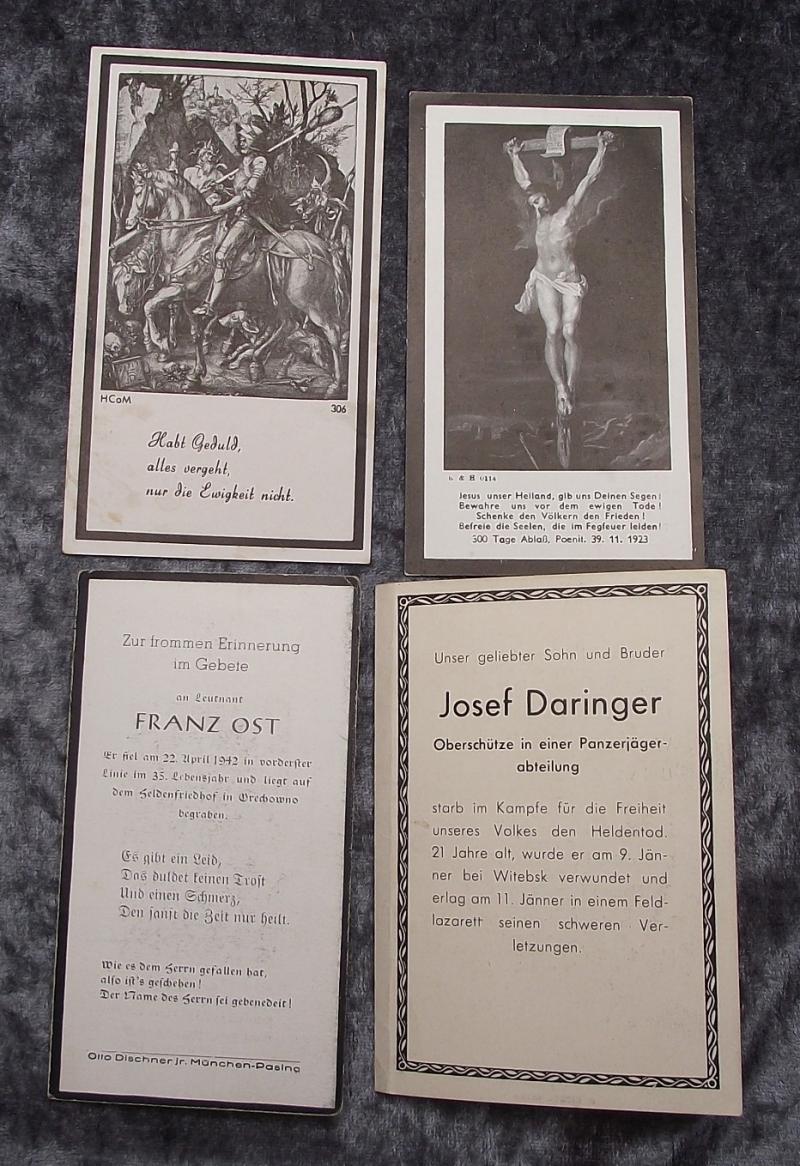 HCoM
306
Habt Geduld,
alles vergeht,
nur die Ewigkeit nicht.
& H 0114
Jesus unser Heiland, gib uns Deinen Segen!
Bewahre uns vor dem ewigen Tode!
Schenke den Völkern den Frieden!
Befreie die Seelen, die im Fegfeuer leiden!
300 Tage Ablaß, Poenit. 39. 11. 1923
Zur frommen Erinnerung
im Gebete
an Leutnant
FRANZ OST
Er fiel am 22. April 1942 in vorderster
Linie im 35. Lebensjahr und liegt auf
dem Heldenfriedhof in Orechowno
begraben.
Es gibt ein Leid,
Das duldet keinen Trost
Und einen Schmerz,
Den sanft die Zeit nur heilt.
Wie es dem Herrn gefallen hat,
also ist's geschehen!
Der Name des Herrn sei gebenedeit!
Otto Dischner jr. München-Pasing
Unser geliebter Sohn und Bruder
Josef Daringer
Oberschütze in einer Panzerjäger-
abteilung
starb im Kampfe für die Freiheit
unseres Volkes den Heldentod.
21 Jahre alt, wurde er am 9. Jän-
ner bei Witebsk verwundet und
erlag am 11. Jänner in einem Feld-
lazarett seinen schweren Ver-
letzungen.